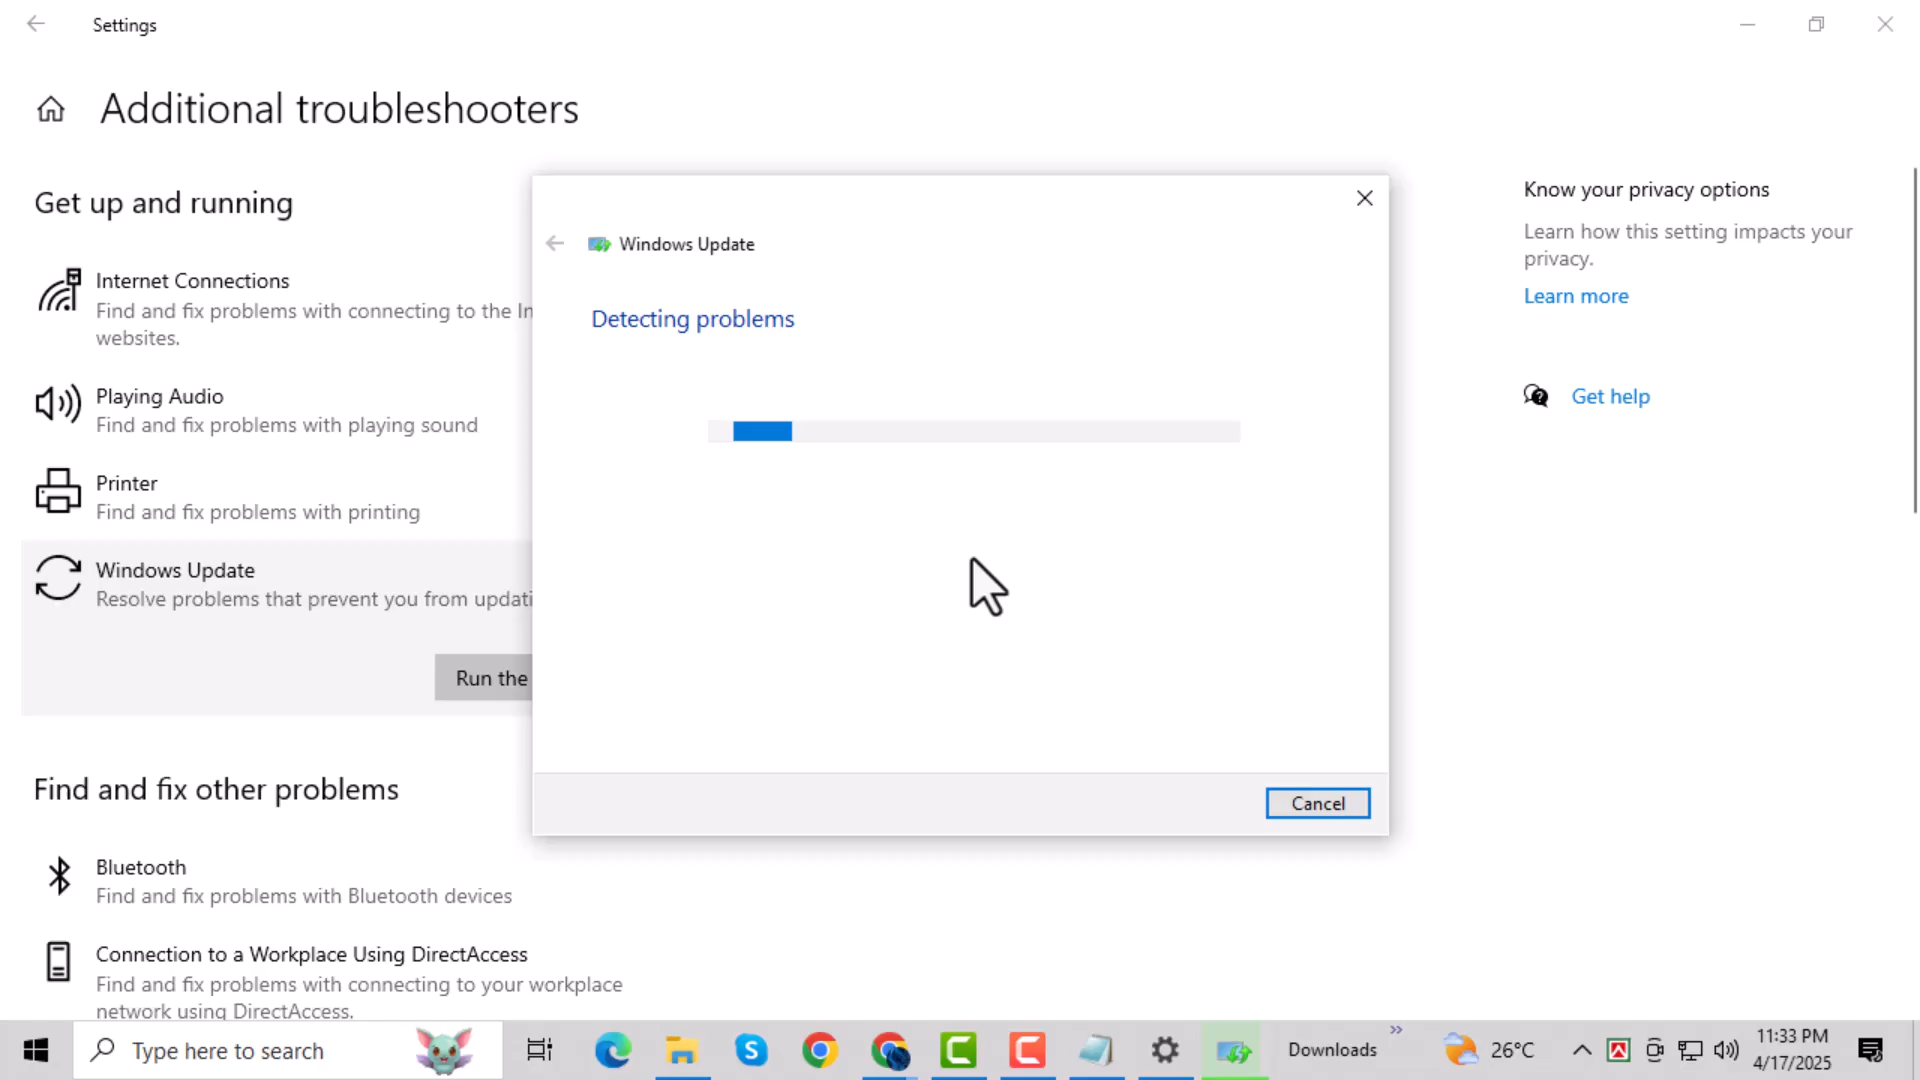 Settings
Additional troubleshooters
Get up and running
Internet Connections
Find and fix problems with connecting to the In
websites.
Playing Audio
Find and fix problems with playing sound
Printer
Find and fix problems with printing
Windows Update
Resolve problems that prevent you from updati
Run the
Find and fix other problems
Bluetooth
Find and fix problems with Bluetooth devices
Connection to a Workplace Using DirectAccess
Find and fix problems with connecting to your workplace
network using DirectAccess.
Windows Update
Detecting problems
Cancel
Know your privacy options
Learn how this setting impacts your
privacy.
Learn more
Get help
Type here to search
Downloads
26°C
11:33 PM
4/17/2025